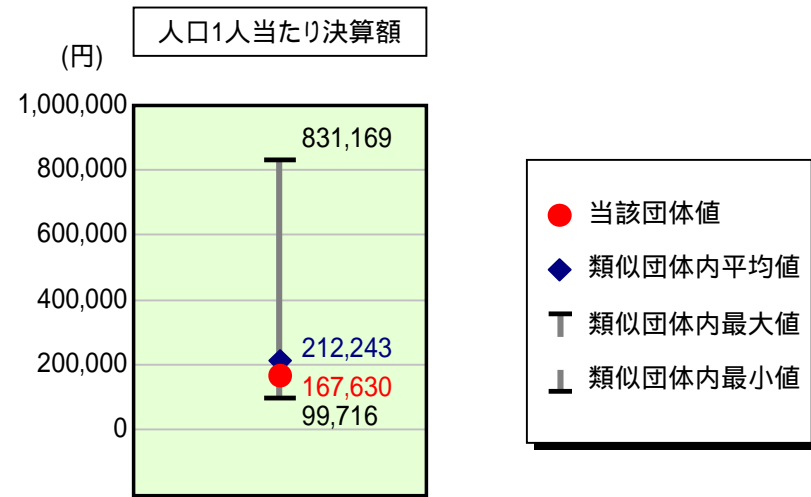 人口1人当たり決算額
(円)
1,000,000
800,000
600,000
400,000
200,000
0
831,169
212,243
167,630
99,716
当該団体値
類似団体内平均値
類似団体内最大値
類似団体内最小値